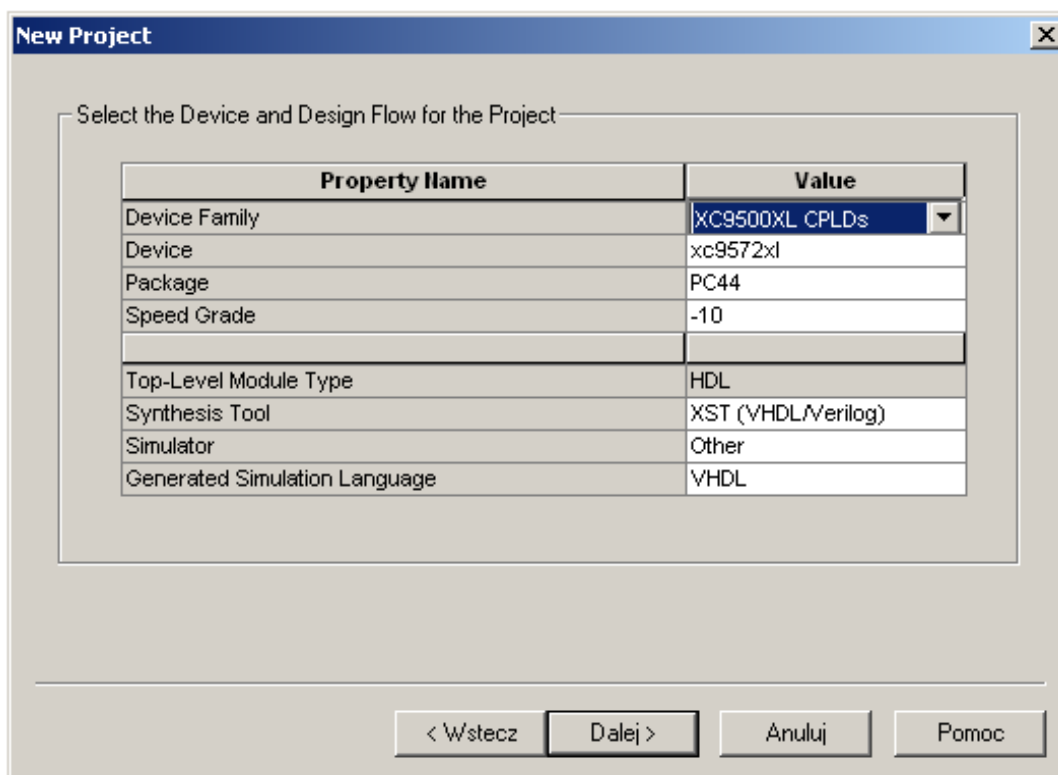 New Project
Select the Device and Design Flow for the Project
Property Name Value
Device Family XC9500XL CPLDs
Device xc9572xl
Package PC44
Speed Grade -10
Top-Level Module Type HDL
Synthesis Tool XST (VHDL/Verilog)
Simulator Other
Generated Simulation Language VHDL
< Wstecz Dalej > Anuluj Pomoc